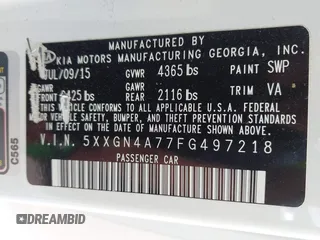 MANUFACTURED BY
KIA MOTORS MANUFACTURING GEORGIA, INC.
JUL/09/15 GVWR 4365 lbs PAINT SWP
GAWR GAWR TRIM VA
FRONT 2425 lbs REAR 2116 lbs
THIS VEHICLE CONFORMS TO ALL APPLICABLE
FEDERAL MOTOR VEHICLE SAFETY, BUMPER,
AND THEFT PREVENTION STANDARDS IN EFFECT
ON THE DATE OF MANUFACTURE SHOWN ABOVE.
V.I.N. 5XXGN4A77FG497218
PASSENGER CAR
C565
DREAMBID
DREAMBID